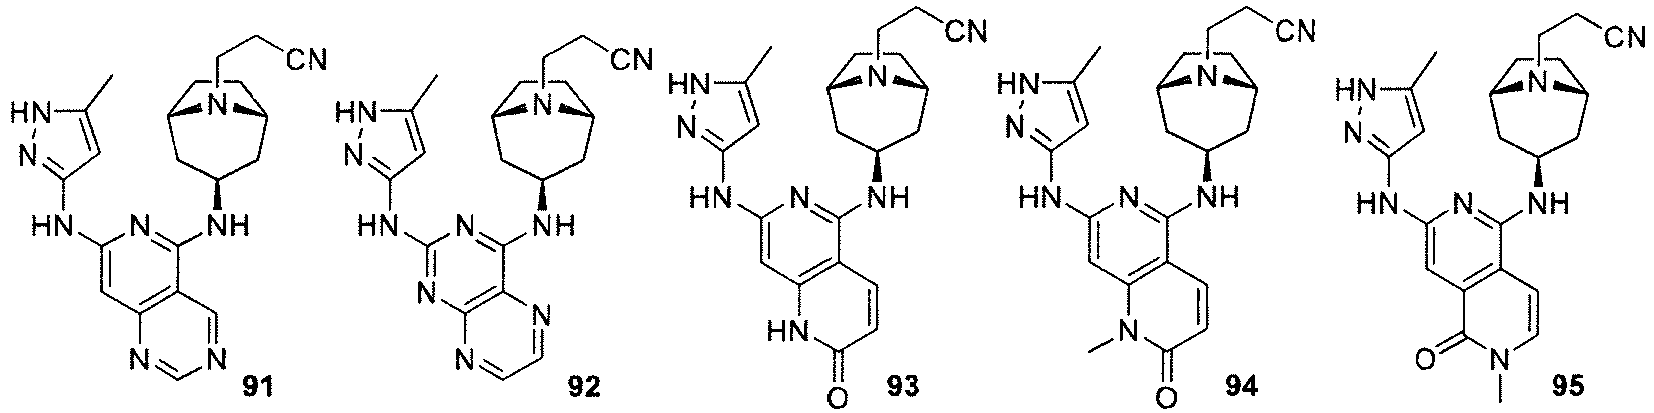 CN CN CN CN CN
N N N N N
HN HN HN HN HN
N N N N N
HN N NH HN N NH HN N NH HN N NH HN N NH
N N
HN N O
N N N N O N
91 92 93 94 95
O O